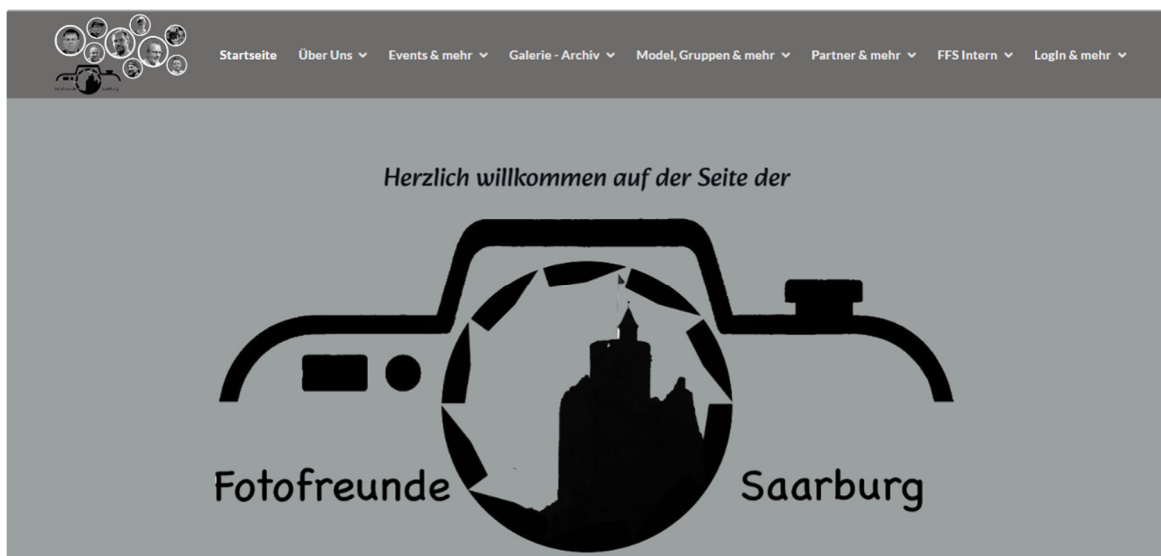 Startseite
Über Uns
Events & mehr
Galerie - Archiv
Model, Gruppen & mehr
Partner & mehr
FFS Intern
LogIn & mehr
Herzlich willkommen auf der Seite der
Fotofreunde Saarburg